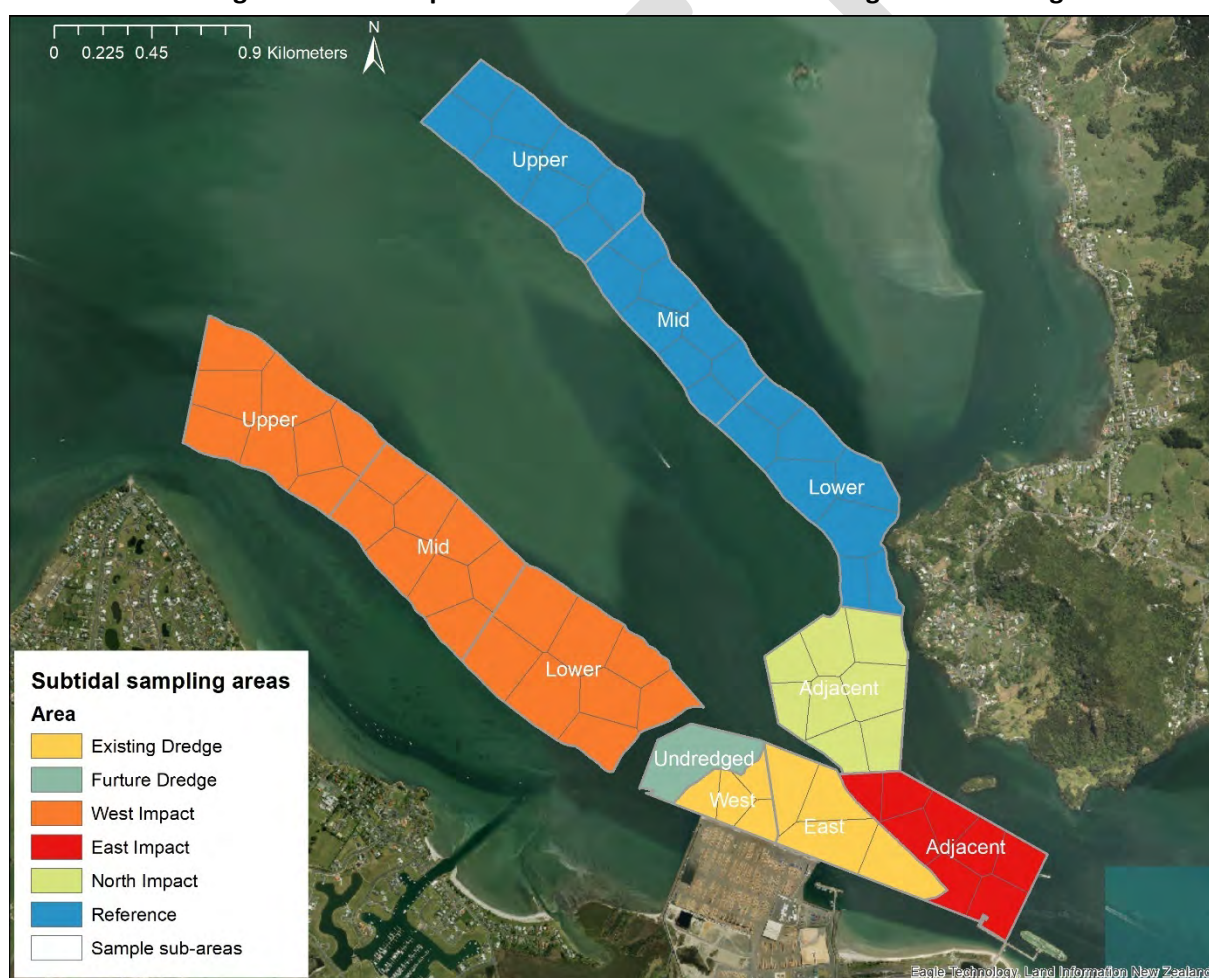 N
0 0.225 0.45 0.9 Kilometers
Upper
Mid
Lower
Upper
Mid
Lower
Adjacent
Undredged
West
East
Adjacent
Subtidal sampling areas
Area
Existing Dredge
Furture Dredge
West Impact
East Impact
North Impact
Reference
Sample sub-areas
Eagle Technology, Land Information New Zealand